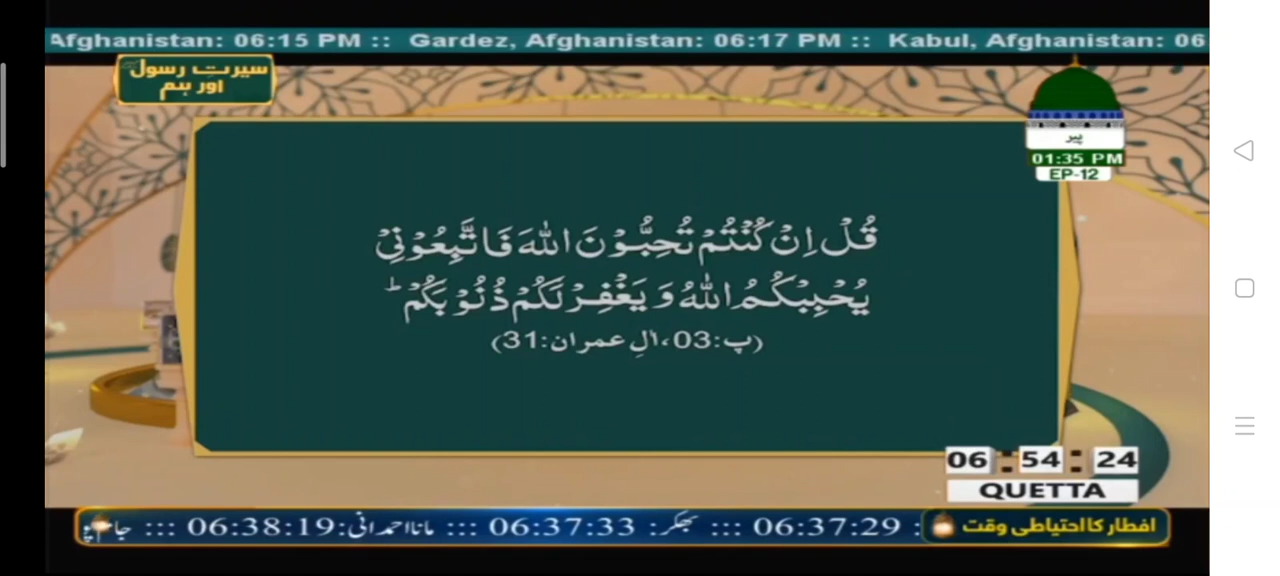 Afghanistan: 06:15 PM :: Gardez, Afghanistan: 06:17 PM :: Kabul, Afghanistan: 06
سیرتِ رسول
اور ہم
پیر
01:35 PM
EP-12
قُلْ اِنْ كُنْتُمْ تُحِبُّوْنَ اللّٰهَ فَاتَّبِعُوْنِیْ
یُحْبِبْكُمُ اللّٰهُ وَ یَغْفِرْ لَكُمْ ذُنُوْبَكُمْؕ
(پ:03،اٰلِ عمران:31)
06 : 54 : 24
QUETTA
افطار کا احتیاطی وقت
: 06:37:29 ::: بھکر: 06:37:33 ::: مانا احمدانی: 06:38:19 :::